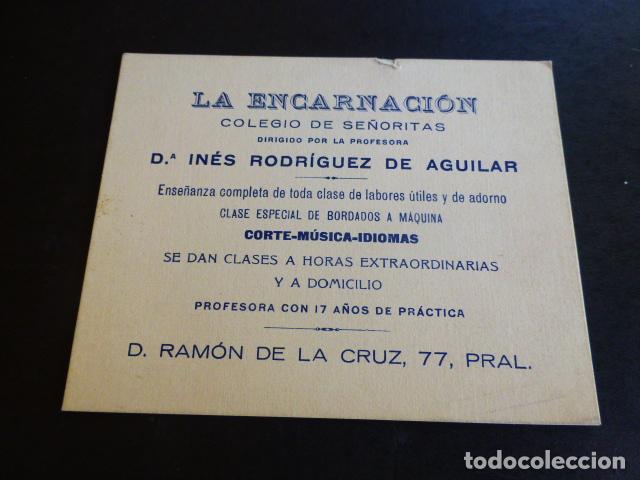 LA ENCARNACIÓN
COLEGIO DE SEÑORITAS
DIRIGIDO POR LA PROFESORA
D.ª INÉS RODRÍGUEZ DE AGUILAR
Enseñanza completa de toda clase de labores útiles y de adorno
CLASE ESPECIAL DE BORDADOS A MÁQUINA
CORTE-MÚSICA-IDIOMAS
SE DAN CLASES A HORAS EXTRAORDINARIAS
Y A DOMICILIO
PROFESORA CON 17 AÑOS DE PRÁCTICA
D. RAMÓN DE LA CRUZ, 77, PRAL.
todocoleccion.net